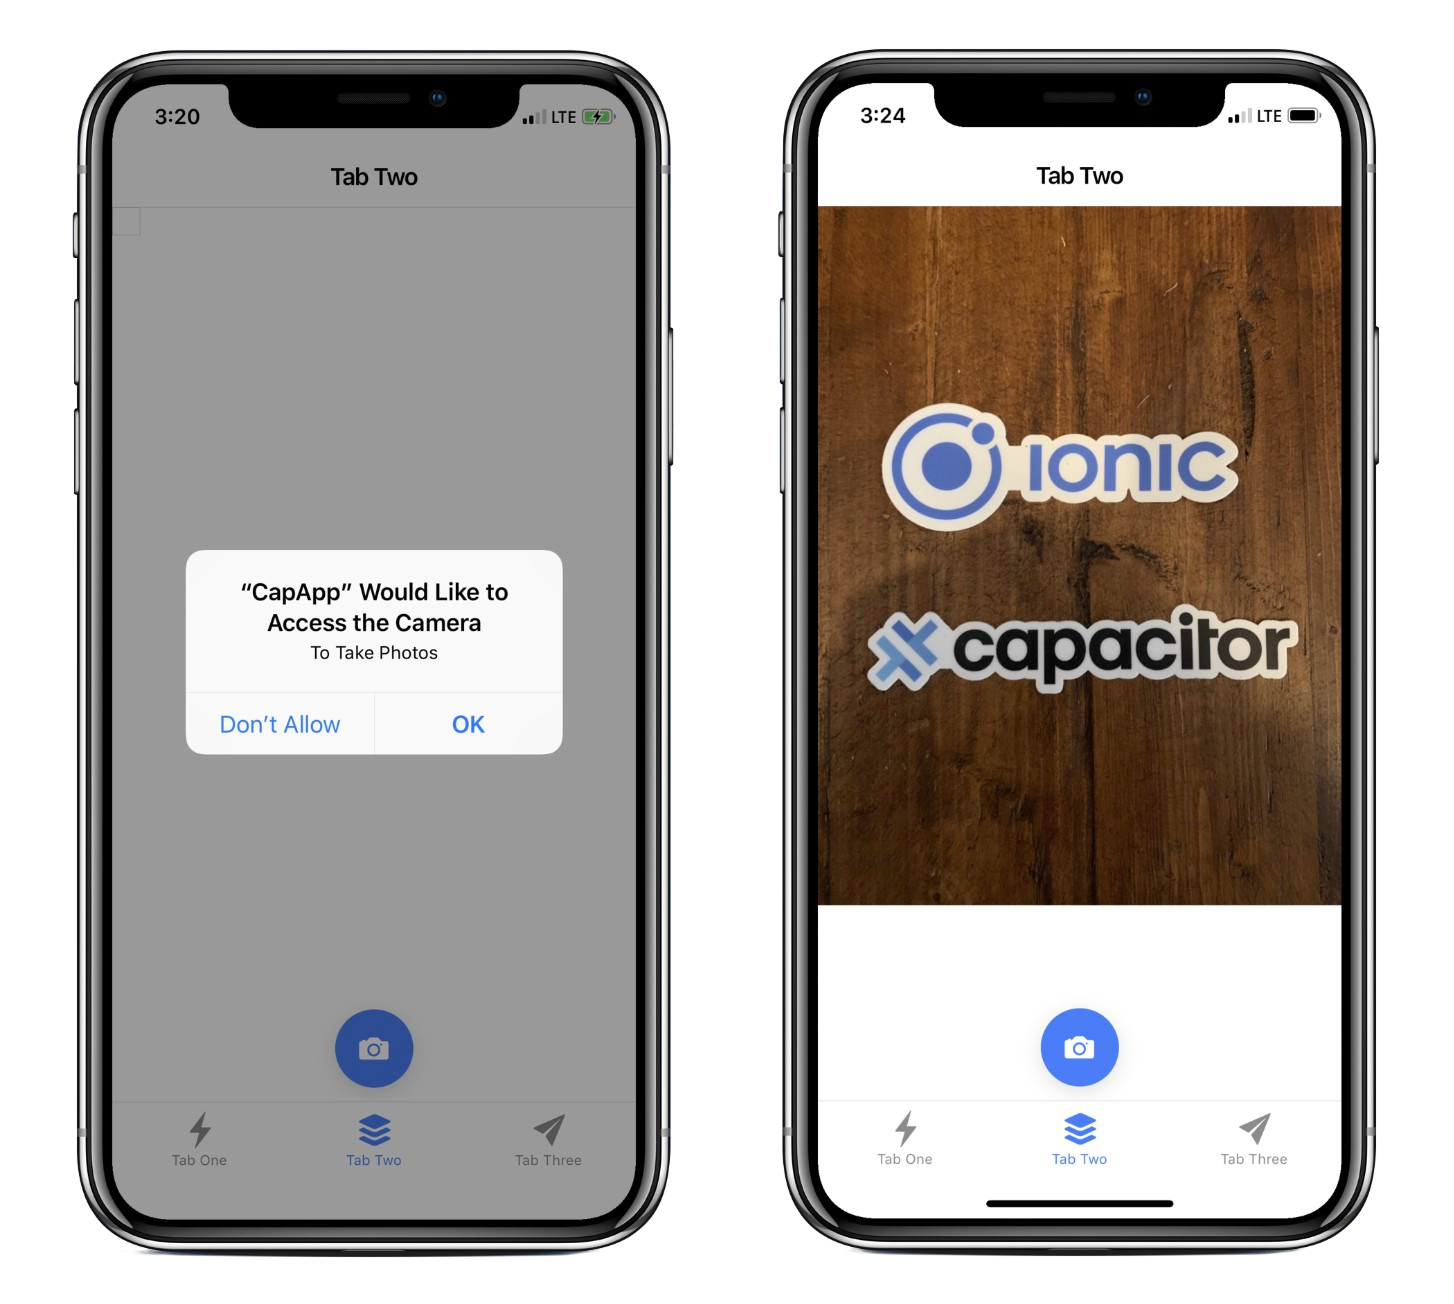 3:20
LTE
Tab Two
“CapApp” Would Like to
Access the Camera
To Take Photos
Don’t Allow
OK
Tab One
Tab Two
Tab Three
3:24
LTE
Tab Two
ionic
capacitor
Tab One
Tab Two
Tab Three